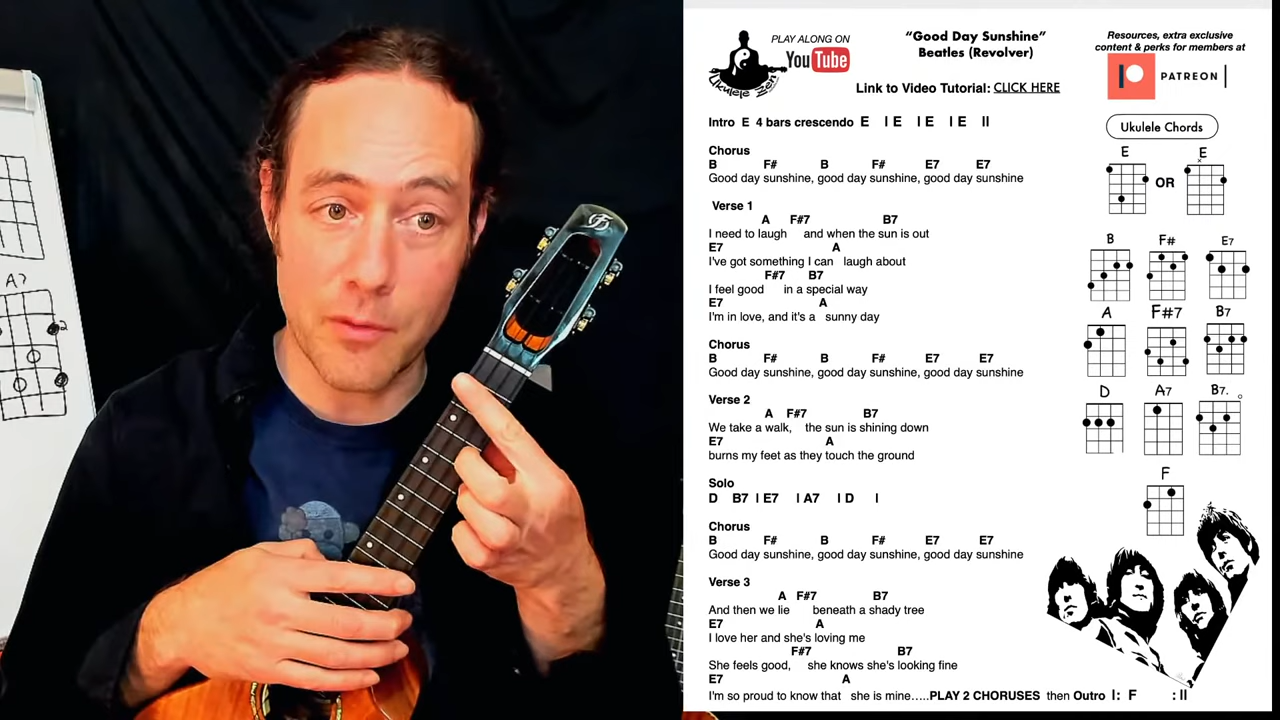 A7
PLAY ALONG ON
YouTube
Ukulele Zen
"Good Day Sunshine"
Beatles (Revolver)
Link to Video Tutorial: CLICK HERE
Resources, extra exclusive
content & perks for members at
PATREON
Intro E 4 bars crescendo E I E I E I E II
Chorus
B F# B F# E7 E7
Good day sunshine, good day sunshine, good day sunshine
Verse 1
A F#7 B7
I need to laugh and when the sun is out
E7 A
I've got something I can laugh about
F#7 B7
I feel good in a special way
E7 A
I'm in love, and it's a sunny day
Chorus
B F# B F# E7 E7
Good day sunshine, good day sunshine, good day sunshine
Verse 2
A F#7 B7
We take a walk, the sun is shining down
E7 A
burns my feet as they touch the ground
Solo
D B7 I E7 I A7 I D I
Chorus
B F# B F# E7 E7
Good day sunshine, good day sunshine, good day sunshine
Verse 3
A F#7 B7
And then we lie beneath a shady tree
E7 A
I love her and she's loving me
F#7 B7
She feels good, she knows she's looking fine
E7 A
I'm so proud to know that she is mine.....PLAY 2 CHORUSES then Outro I: F : II
Ukulele Chords
E OR E
B F# E7
A F#7 B7
D A7 B7.
F